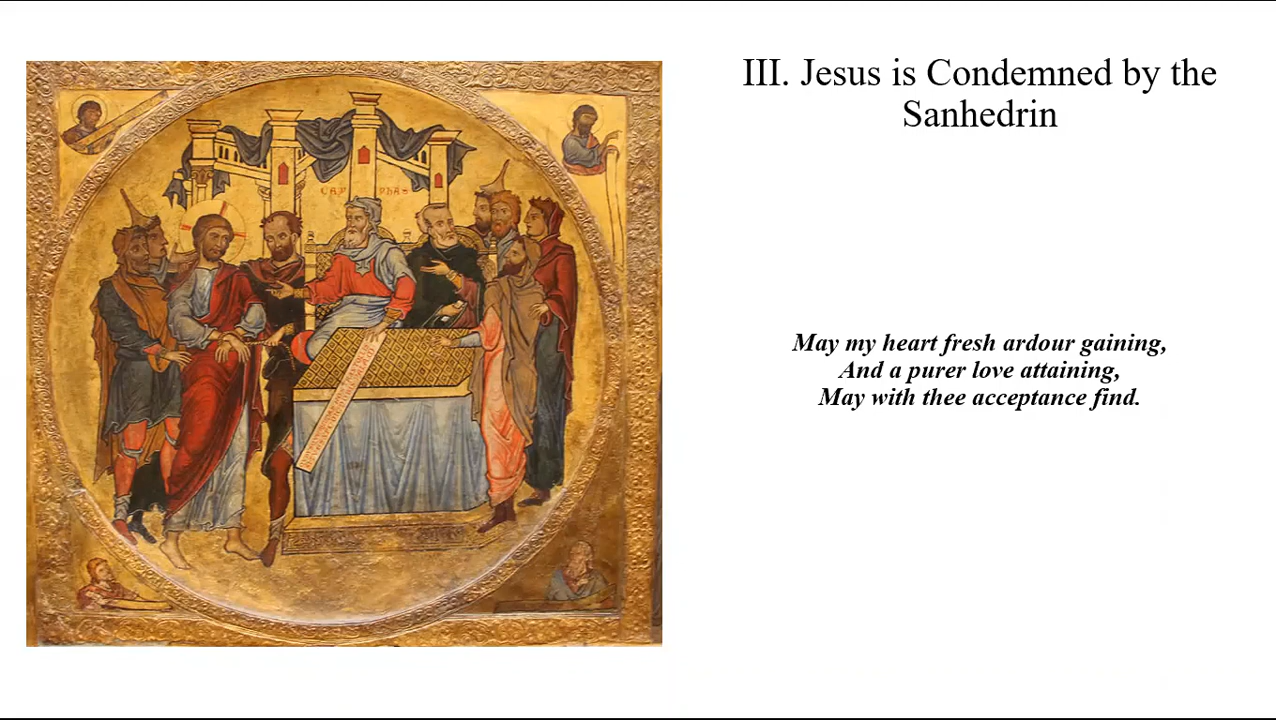 III. Jesus is Condemned by the
Sanhedrin
May my heart fresh ardour gaining,
And a purer love attaining,
May with thee acceptance find.